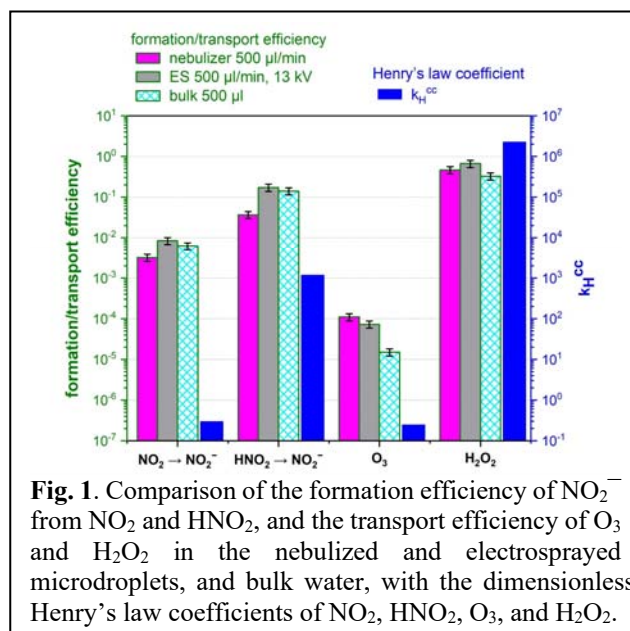 formation/transport efficiency
nebulizer 500 µl/min
ES 500 µl/min, 13 kV
bulk 500 µl
Henry's law coefficient
k_H^cc
10^1
10^0
10^-1
10^-2
10^-3
10^-4
10^-5
10^-6
10^-7
formation/transport efficiency
10^7
10^6
10^5
10^4
10^3
10^2
10^1
10^0
10^-1
k_H^cc
NO₂ → NO₂⁻
HNO₂ → NO₂⁻
O₃
H₂O₂
Fig. 1. Comparison of the formation efficiency of NO₂⁻
from NO₂ and HNO₂, and the transport efficiency of O₃
and H₂O₂ in the nebulized and electrosprayed
microdroplets, and bulk water, with the dimensionless
Henry's law coefficients of NO₂, HNO₂, O₃, and H₂O₂.